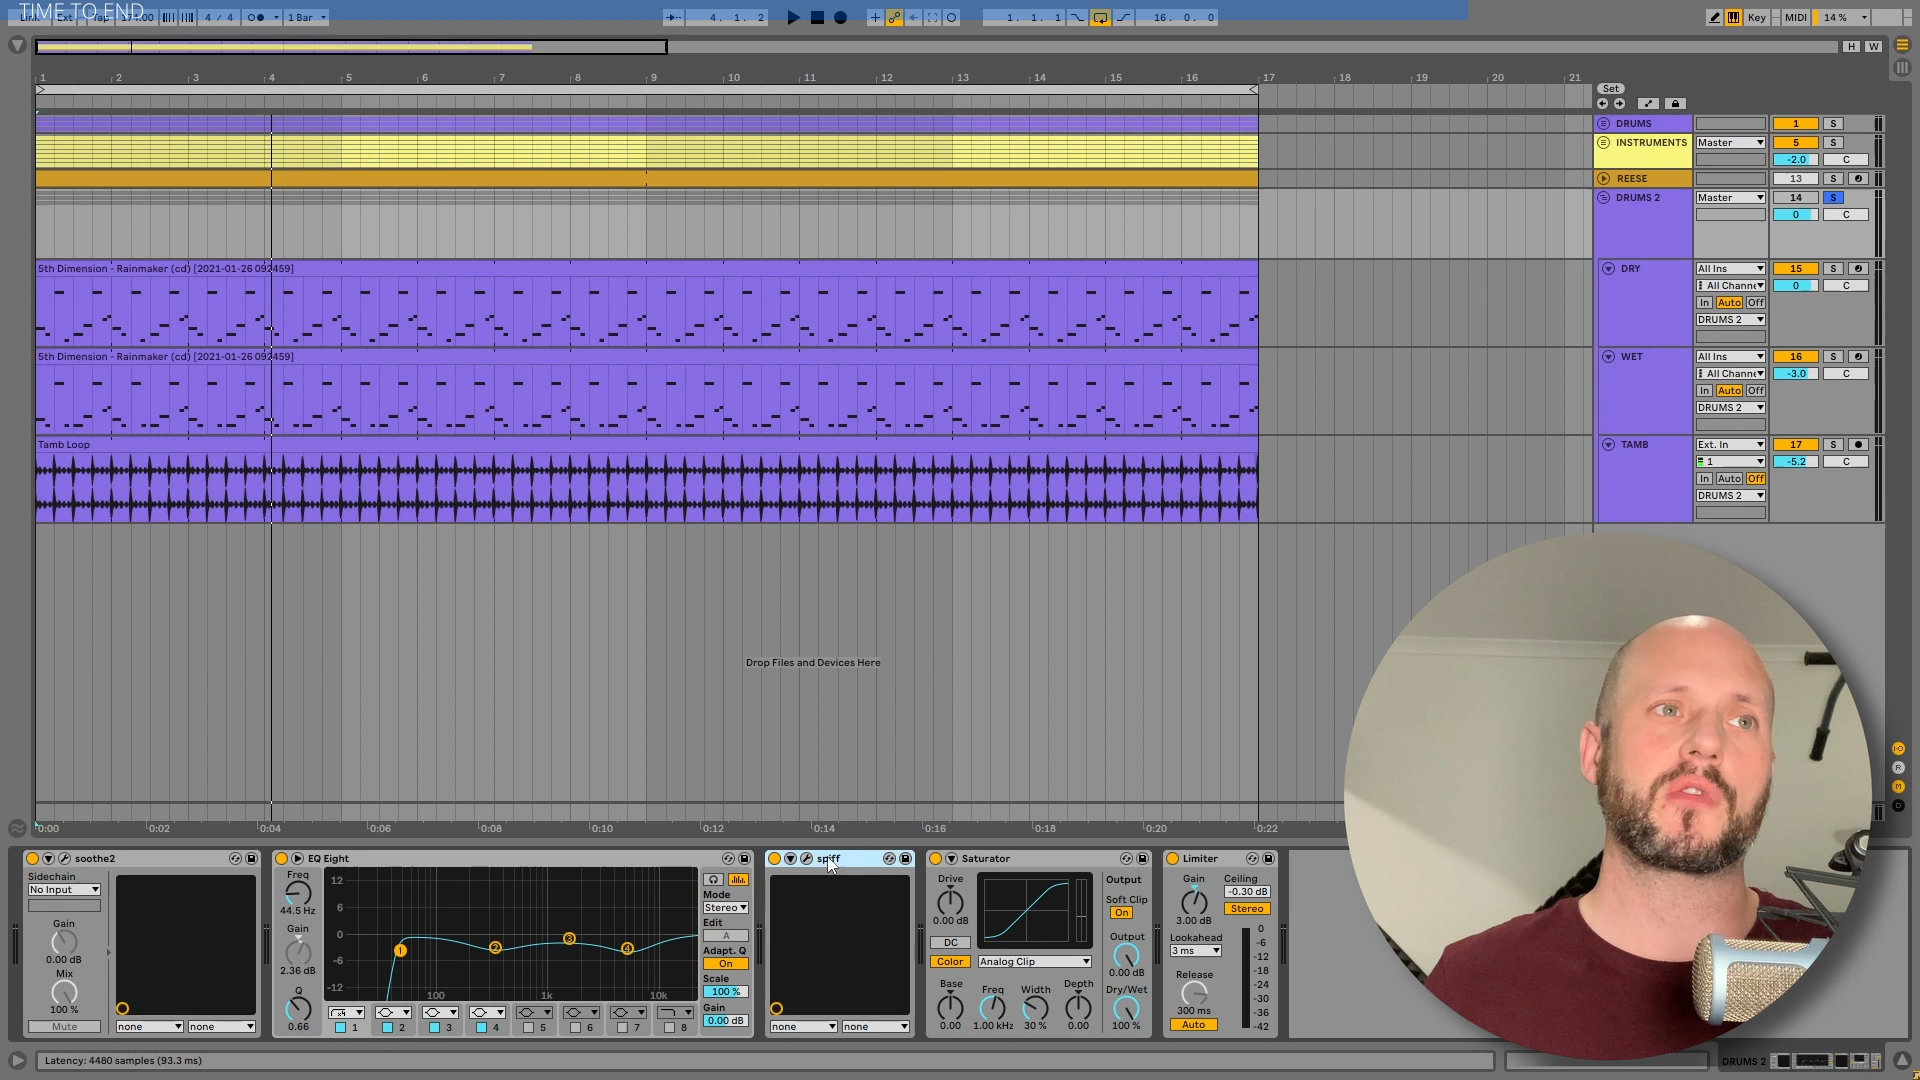 TIME TO END
Link Ext Tap 174.00 4 / 4 1 Bar
4. 1. 2
1. 1. 1
16. 0. 0
Key MIDI 14 %
H W
1 2 3 4 5 6 7 8 9 10 11 12 13 14 15 16 17 18 19 20 21
Set
DRUMS 1 S
INSTRUMENTS Master 5 S
-2.0 C
REESE 13 S
DRUMS 2 Master 14 S
0 C
5th Dimension - Rainmaker (cd) [2021-01-26 092459]
DRY All Ins 15 S
All Channe 0 C
In Auto Off
DRUMS 2
5th Dimension - Rainmaker (cd) [2021-01-26 092459]
WET All Ins 16 S
All Channe -3.0 C
In Auto Off
DRUMS 2
Tamb Loop
TAMB Ext. In 17 S
1 -5.2 C
In Auto Off
DRUMS 2
Drop Files and Devices Here
0:00 0:02 0:04 0:06 0:08 0:10 0:12 0:14 0:16 0:18 0:20 0:22
I·O
R
M
D
soothe2
Sidechain
No Input
Gain
0.00 dB
Mix
100 %
Mute
none none
EQ Eight
Freq
44.5 Hz
Gain
2.36 dB
Q
0.66
12
6
0
-6
-12
100 1k 10k
1 2 3 4
1 2 3 4 5 6 7 8
Mode
Stereo
Edit
A
Adapt. Q
On
Scale
100 %
Gain
0.00 dB
spiff
none none
Saturator
Drive
0.00 dB
DC
Color
Analog Clip
Base Freq Width Depth
0.00 1.00 kHz 30 % 0.00
Output
Soft Clip
On
Output
0.00 dB
Dry/Wet
100 %
Limiter
Gain
3.00 dB
Ceiling
-0.30 dB
Stereo
Lookahead
3 ms
Release
300 ms
Auto
0
-6
-12
-18
-24
-30
-36
-42
Latency: 4480 samples (93.3 ms)
DRUMS 2